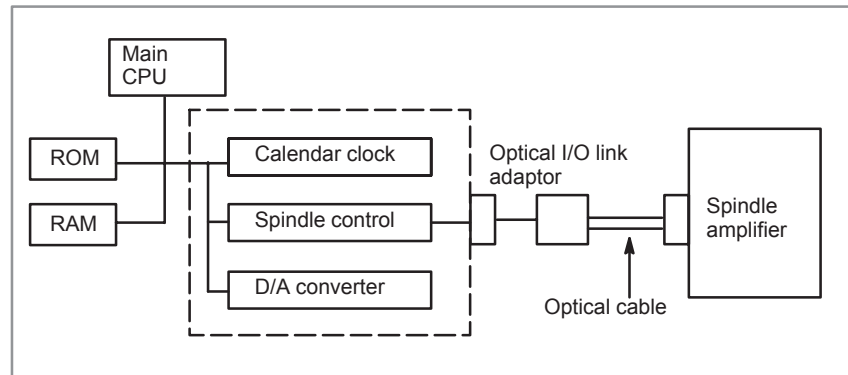 Main
CPU
ROM
RAM
Calendar clock
Spindle control
D/A converter
Optical I/O link
adaptor
Optical cable
Spindle
amplifier